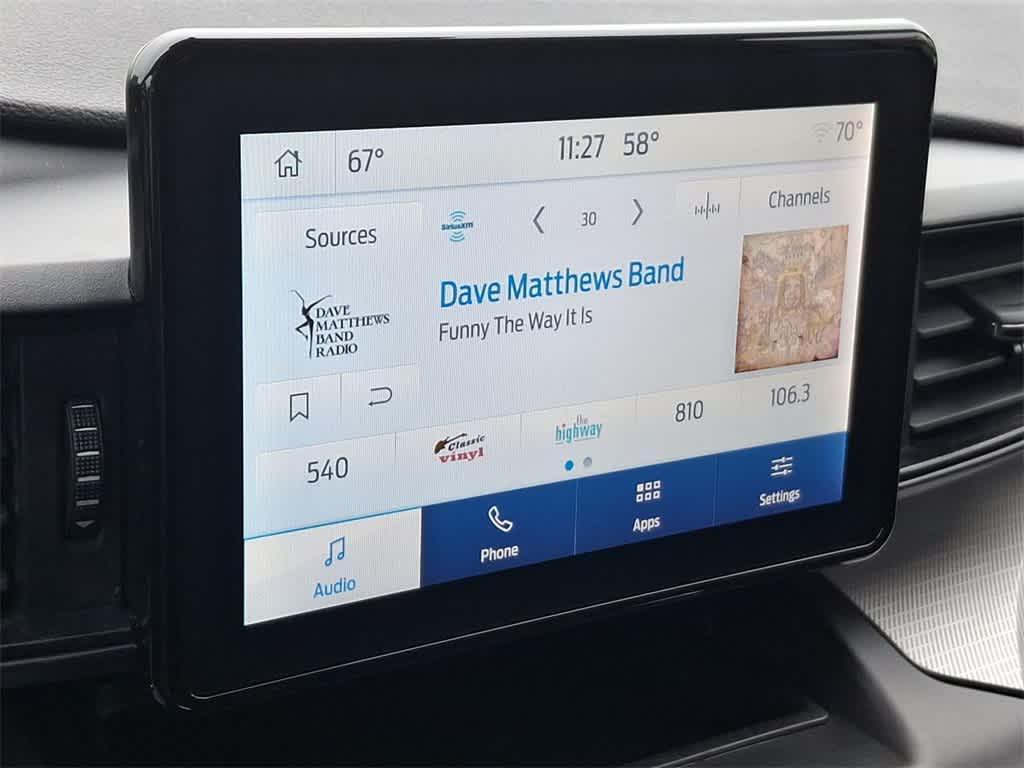 67°
11:27 58°
70°
Sources
SiriusXM
30
Channels
DAVE
MATTHEWS
BAND
RADIO
Dave Matthews Band
Funny The Way It Is
540
Classic
vinyl
the
highway
810
106.3
Audio
Phone
Apps
Settings